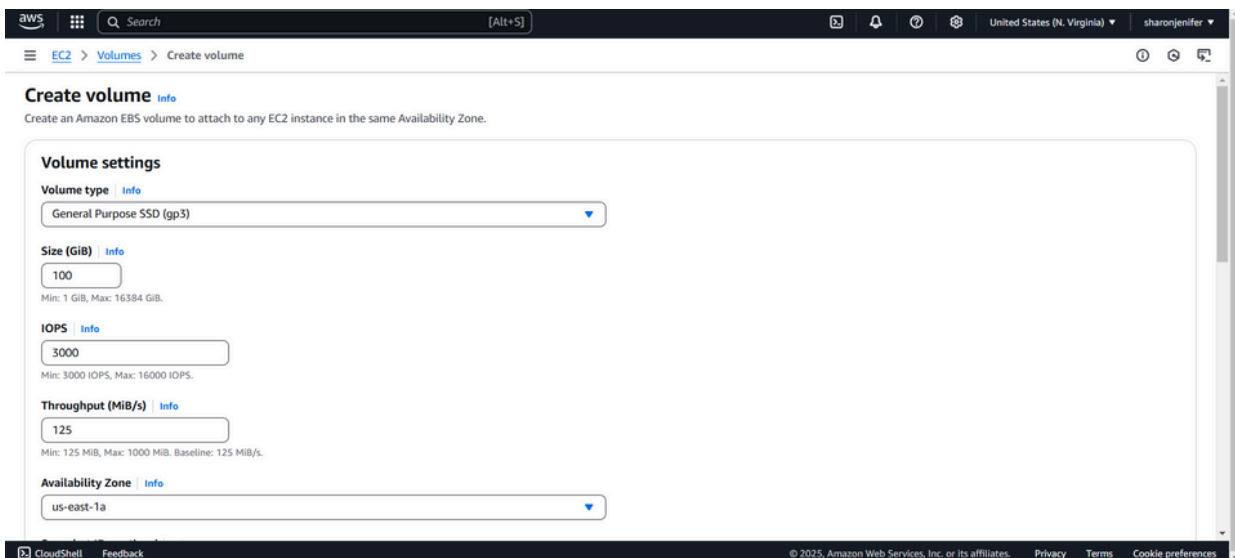 aws Search [Alt+S] United States (N. Virginia) sharonjenifer
EC2 > Volumes > Create volume
Create volume Info
Create an Amazon EBS volume to attach to any EC2 instance in the same Availability Zone.
Volume settings
Volume type Info
General Purpose SSD (gp3)
Size (GiB) Info
100
Min: 1 GiB, Max: 16384 GiB.
IOPS Info
3000
Min: 3000 IOPS, Max: 16000 IOPS.
Throughput (MiB/s) Info
125
Min: 125 MiB, Max: 1000 MiB. Baseline: 125 MiB/s.
Availability Zone Info
us-east-1a
CloudShell Feedback © 2025, Amazon Web Services, Inc. or its affiliates. Privacy Terms Cookie preferences